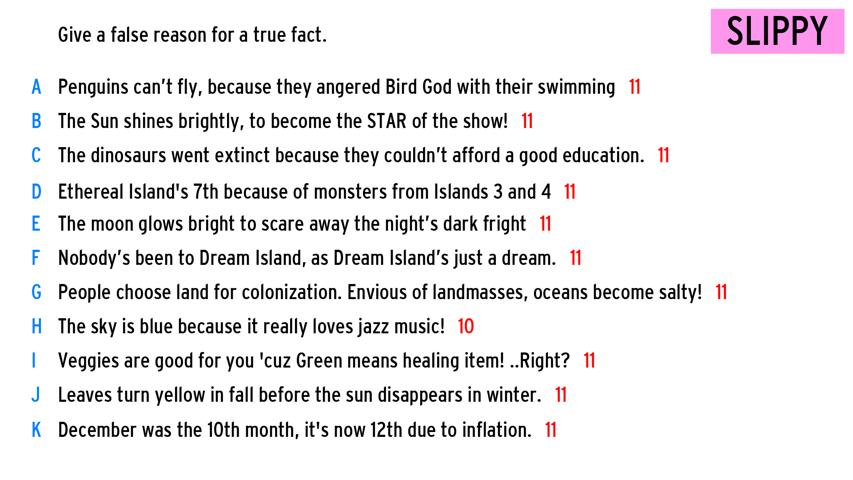 Give a false reason for a true fact.
SLIPPY
A Penguins can't fly, because they angered Bird God with their swimming 11
B The Sun shines brightly, to become the STAR of the show! 11
C The dinosaurs went extinct because they couldn't afford a good education. 11
D Ethereal Island's 7th because of monsters from Islands 3 and 4 11
E The moon glows bright to scare away the night's dark fright 11
F Nobody's been to Dream Island, as Dream Island's just a dream. 11
G People choose land for colonization. Envious of landmasses, oceans become salty! 11
H The sky is blue because it really loves jazz music! 10
I Veggies are good for you 'cuz Green means healing item! ..Right? 11
J Leaves turn yellow in fall before the sun disappears in winter. 11
K December was the 10th month, it's now 12th due to inflation. 11